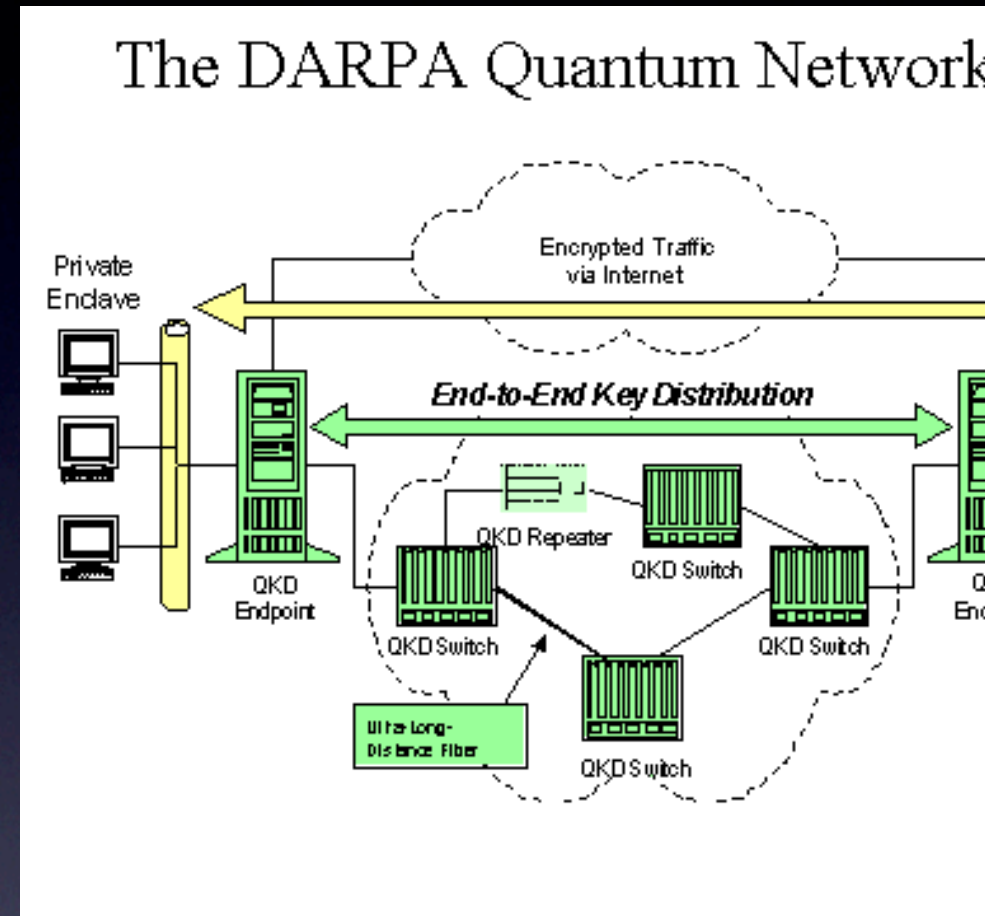 The DARPA Quantum Network
Encrypted Traffic
via Internet
Private
Enclave
End-to-End Key Distribution
QKD Repeater
QKD Switch
QKD
Endpoint
QKD Switch
QKD Switch
Ultra-Long-
Distance Fiber
QKD Switch